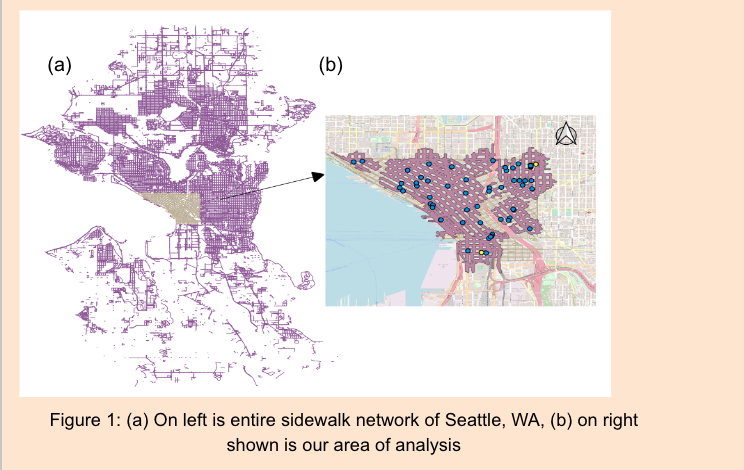 (a)
(b)
Figure 1: (a) On left is entire sidewalk network of Seattle, WA, (b) on right
shown is our area of analysis